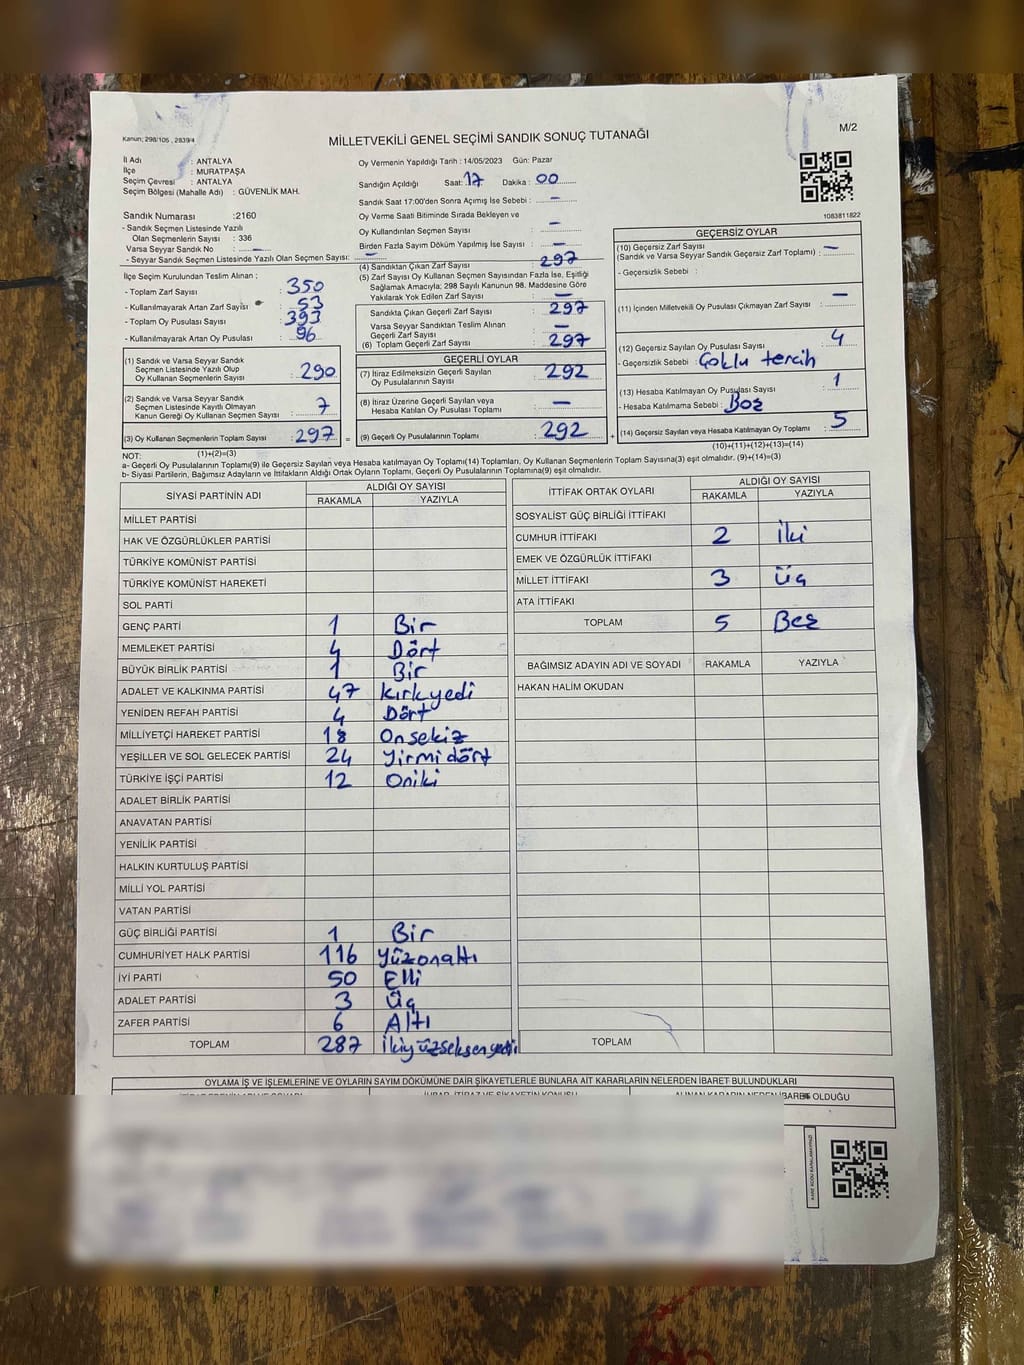 Kanun; 298/105 , 2839/4
MİLLETVEKİLİ GENEL SEÇİMİ SANDIK SONUÇ TUTANAĞI
M/2
İl Adı : ANTALYA
İlçe : MURATPAŞA
Seçim Çevresi : ANTALYA
Seçim Bölgesi (Mahalle Adı) : GÜVENLİK MAH.
Sandık Numarası :2160
- Sandık Seçmen Listesinde Yazılı
Olan Seçmenlerin Sayısı : 336
Varsa Seyyar Sandık No : —
- Seyyar Sandık Seçmen Listesinde Yazılı Olan Seçmen Sayısı: —
Oy Vermenin Yapıldığı Tarih : 14/05/2023 Gün: Pazar
Sandığın Açıldığı Saat: 17 Dakika : 00
Sandık Saat 17:00'den Sonra Açımış İse Sebebi : —
Oy Verme Saati Bitiminde Sırada Bekleyen ve
Oy Kullandırılan Seçmen Sayısı : —
Birden Fazla Sayım Döküm Yapılmış İse Sayısı : —
1083811822
İlçe Seçim Kurulundan Teslim Alınan ;
- Toplam Zarf Sayısı : 350
- Kullanılmayarak Artan Zarf Sayısı : 53
- Toplam Oy Pusulası Sayısı : 393
- Kullanılmayarak Artan Oy Pusulası : 96
(4) Sandıktan Çıkan Zarf Sayısı : 297
(5) Zarf Sayısı Oy Kullanan Seçmen Sayısından Fazla İse, Eşitliği
Sağlamak Amacıyla; 298 Sayılı Kanunun 98. Maddesine Göre
Yakılarak Yok Edilen Zarf Sayısı : —
Sandıkta Çıkan Geçerli Zarf Sayısı : 297
Varsa Seyyar Sandıktan Teslim Alınan
Geçerli Zarf Sayısı : —
(6) Toplam Geçerli Zarf Sayısı : 297
GEÇERSİZ OYLAR
(10) Geçersiz Zarf Sayısı
(Sandık ve Varsa Seyyar Sandık Geçersiz Zarf Toplamı) : —
- Geçersizlik Sebebi :
(11) İçinden Milletvekili Oy Pusulası Çıkmayan Zarf Sayısı : —
(12) Geçersiz Sayılan Oy Pusulası Sayısı : 4
- Geçersizlik Sebebi : Çoklu tercih
(13) Hesaba Katılmayan Oy Pusulası Sayısı : 1
- Hesaba Katılmama Sebebi : Boş
(14) Geçersiz Sayılan veya Hesaba Katılmayan Oy Toplamı : 5
(10)+(11)+(12)+(13)=(14)
(1) Sandık ve Varsa Seyyar
Sandık Seçmen Listesinde Yazılı Olup
Oy Kullanan Seçmenlerin Sayısı : 290
(2) Sandık ve Varsa Seyyar Sandık
Seçmen Listesinde Kayıtlı Olmayan
Kanun Gereği Oy Kullanan Seçmen Sayısı : 7
(3) Oy Kullanan Seçmenlerin Toplam Sayısı : 297 =
(1)+(2)=(3)
GEÇERLİ OYLAR
(7) İtiraz Edilmeksizin Geçerli Sayılan
Oy Pusulalarının Sayısı : 292
(8) İtiraz Üzerine Geçerli Sayılan veya
Hesaba Katılan Oy Pusulası Toplamı : —
(9) Geçerli Oy Pusulalarının Toplamı : 292 +
NOT:
a- Geçerli Oy Pusulalarının Toplamı(9) ile Geçersiz Sayılan veya Hesaba katılmayan Oy Toplamı(14) Toplamları, Oy Kullanan Seçmenlerin Toplam Sayısına(3) eşit olmalıdır. (9)+(14)=(3)
b- Siyasi Partilerin, Bağımsız Adayların ve İttifakların Aldığı Ortak Oyların Toplamı, Geçerli Oy Pusulalarının Toplamına(9) eşit olmalıdır.
SİYASİ PARTİNİN ADI ALDIĞI OY SAYISI
RAKAMLA YAZIYLA
MİLLET PARTİSİ
HAK VE ÖZGÜRLÜKLER PARTİSİ
TÜRKİYE KOMÜNİST PARTİSİ
TÜRKİYE KOMÜNİST HAREKETİ
SOL PARTİ
GENÇ PARTİ 1 Bir
MEMLEKET PARTİSİ 4 Dört
BÜYÜK BİRLİK PARTİSİ 1 Bir
ADALET VE KALKINMA PARTİSİ 47 Kırkyedi
YENİDEN REFAH PARTİSİ 4 Dört
MİLLİYETÇİ HAREKET PARTİSİ 18 Onsekiz
YEŞİLLER VE SOL GELECEK PARTİSİ 24 Yirmidört
TÜRKİYE İŞÇİ PARTİSİ 12 Oniki
ADALET BİRLİK PARTİSİ
ANAVATAN PARTİSİ
YENİLİK PARTİSİ
HALKIN KURTULUŞ PARTİSİ
MİLLİ YOL PARTİSİ
VATAN PARTİSİ
GÜÇ BİRLİĞİ PARTİSİ 1 Bir
CUMHURİYET HALK PARTİSİ 116 Yüzonaltı
İYİ PARTİ 50 Elli
ADALET PARTİSİ 3 Üç
ZAFER PARTİSİ 6 Altı
TOPLAM 287 İkiyüzseksenyedi
İTTİFAK ORTAK OYLARI ALDIĞI OY SAYISI
RAKAMLA YAZIYLA
SOSYALİST GÜÇ BİRLİĞİ İTTİFAKI
CUMHUR İTTİFAKI 2 İki
EMEK VE ÖZGÜRLÜK İTTİFAKI
MİLLET İTTİFAKI 3 Üç
ATA İTTİFAKI
TOPLAM 5 Beş
BAĞIMSIZ ADAYIN ADI VE SOYADI RAKAMLA YAZIYLA
HAKAN HALİM OKUDAN
TOPLAM
OYLAMA İŞ VE İŞLEMLERİNE VE OYLARIN SAYIM DÖKÜMÜNE DAİR ŞİKAYETLERLE BUNLARA AİT KARARLARIN NELERDEN İBARET BULUNDUKLARI
ALINAN KARARIN NEDEN İBARET OLDUĞU